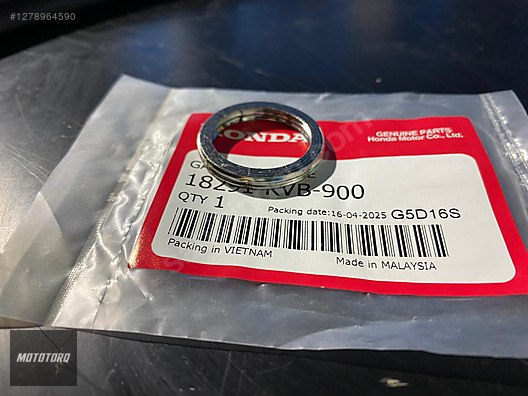 #1278964590
HONDA
GENUINE PARTS
Honda Motor Co., Ltd.
KVB-900
QTY 1
Packing date:16-04-2025 G5D16S
Packing in VIETNAM
Made in MALAYSIA
MOTOTORQ